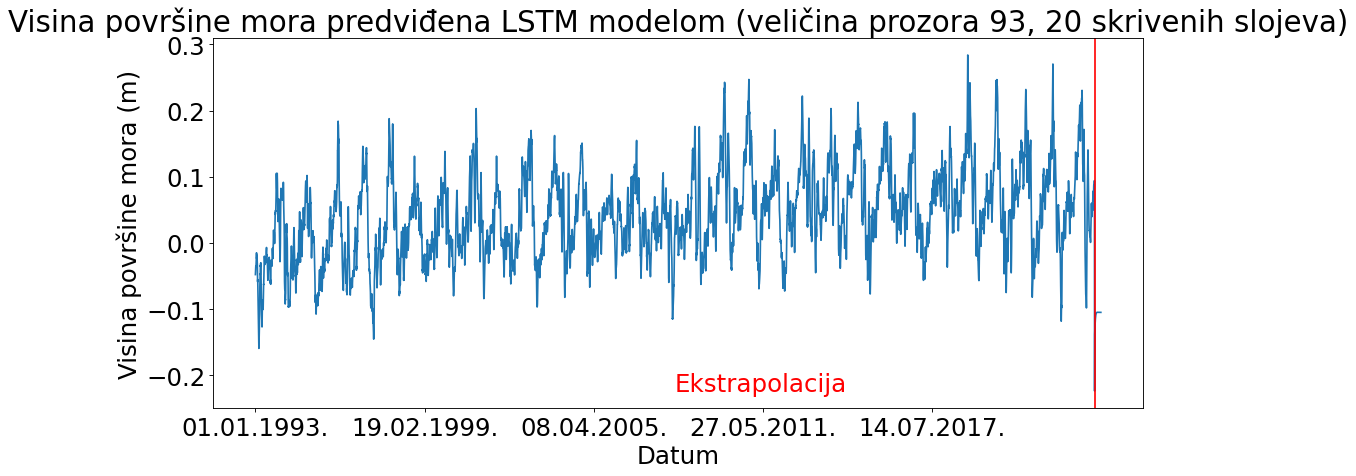 Visina površine mora predviđena LSTM modelom (veličina prozora 93, 20 skrivenih slojeva)
Visina površine mora (m)
0.3
0.2
0.1
0.0
−0.1
−0.2
Ekstrapolacija
01.01.1993. 19.02.1999. 08.04.2005. 27.05.2011. 14.07.2017.
Datum